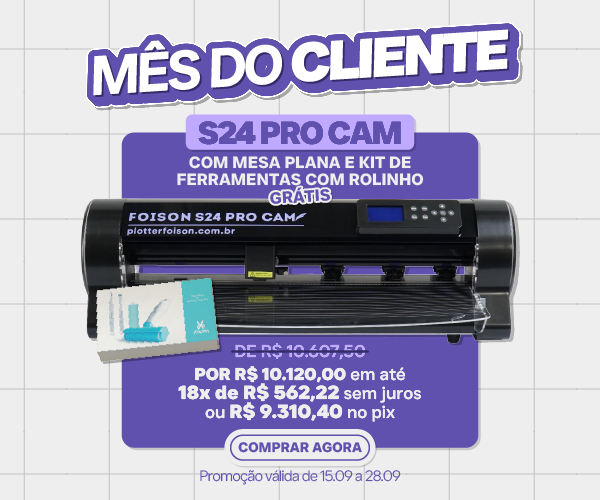 MÊS DO CLIENTE
S24 PRO CAM
COM MESA PLANA E KIT DE
FERRAMENTAS COM ROLINHO
GRÁTIS
FOISON S24 PRO CAM
plotterfoison.com.br
DE R$ 10.607,50
POR R$ 10.120,00 em até
18x de R$ 562,22 sem juros
ou R$ 9.310,40 no pix
COMPRAR AGORA
Promoção válida de 15.09 a 28.09